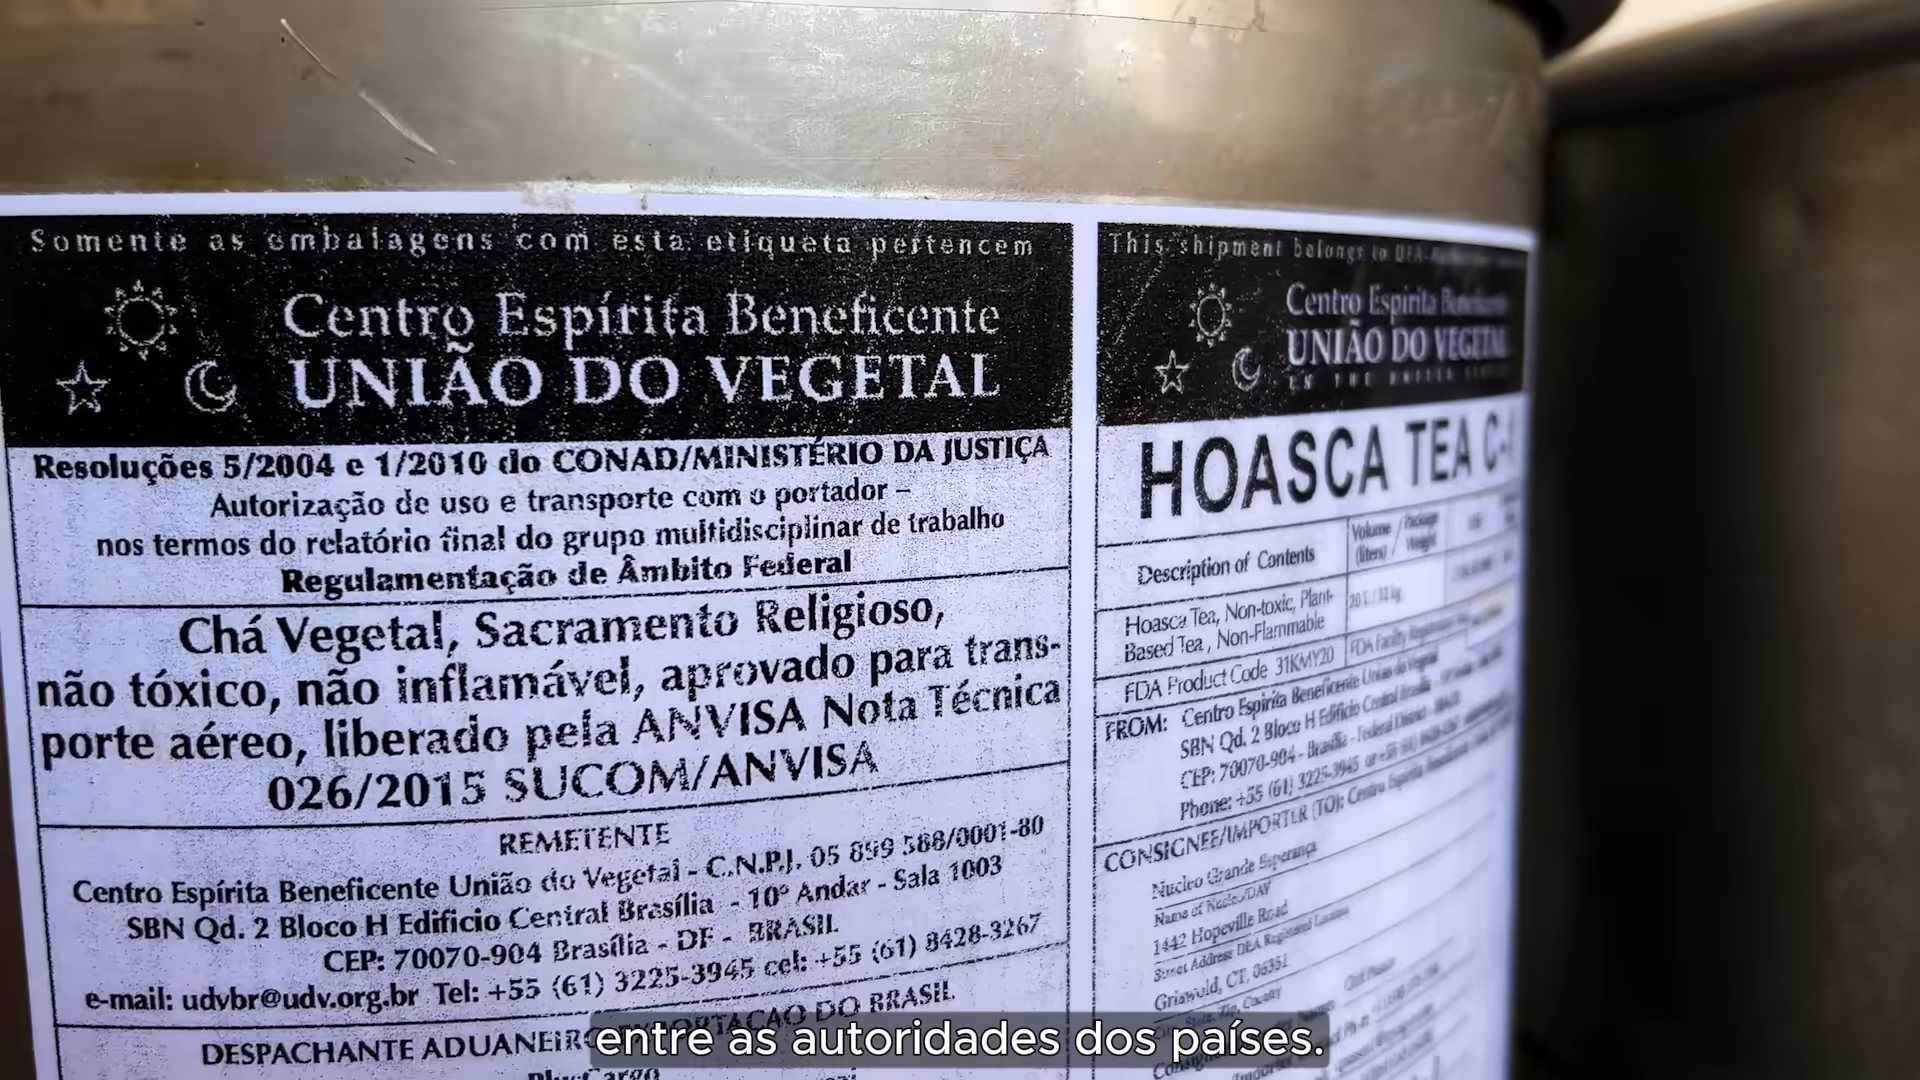 Somente as embalagens com esta etiqueta pertencem
Centro Espírita Beneficente
UNIÃO DO VEGETAL
Resoluções 5/2004 e 1/2010 do CONAD/MINISTÉRIO DA JUSTIÇA
Autorização de uso e transporte com o portador –
nos termos do relatório final do grupo multidisciplinar de trabalho
Regulamentação de Âmbito Federal
Chá Vegetal, Sacramento Religioso,
não tóxico, não inflamável, aprovado para trans-
porte aéreo, liberado pela ANVISA Nota Técnica
026/2015 SUCOM/ANVISA
REMETENTE
Centro Espírita Beneficente União do Vegetal - C.N.P.J. 05 899 588/0001-80
SBN Qd. 2 Bloco H Edificio Central Brasília - 10º Andar - Sala 1003
CEP: 70070-904 Brasília - DF - BRASIL
e-mail: udvbr@udv.org.br Tel: +55 (61) 3225-3945 cel: +55 (61) 8428-3267
DESPACHANTE ADUANEIRO DO BRASIL
This shipment belongs to DEA
Centro Espírita Beneficente
UNIÃO DO VEGETAL
IN THE UNITED STATES
HOASCA TEA
Description of Contents
Volume (liters) / Package Weight
Hoasca Tea, Non-toxic, Plant-
Based Tea, Non-Flammable
FDA Product Code 31KMY20
FDA Facility
FROM: Centro Espírita Beneficente União do Vegetal
SBN Qd. 2 Bloco H Edifício Central Brasília
CEP: 70070-904 - Brasília - Federal District
Phone: +55 (61) 3225-3945
CONSIGNEE/IMPORTER (TO): Centro Espírita
Nucleo Grande Esperança
Name of Nucleo/DAV
1442 Hopeville Road
Street Address DEA Registered Location
Griswold, CT, 06351
entre as autoridades dos países.